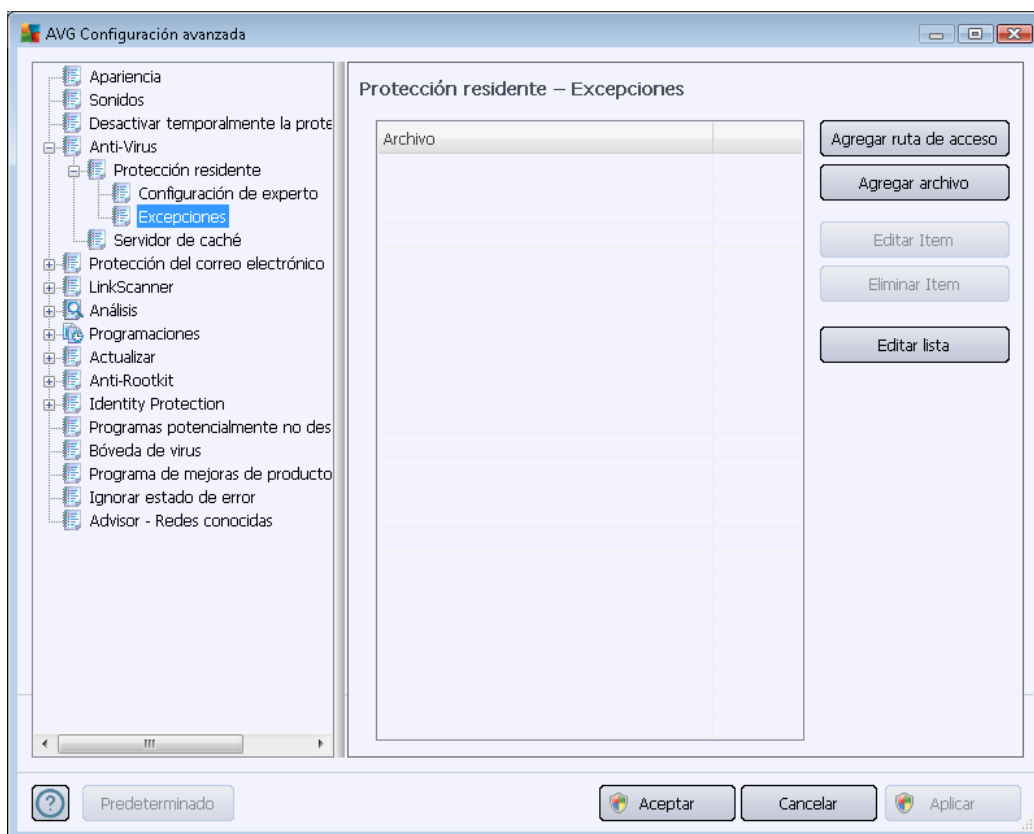 AVG Configuración avanzada
Apariencia
Sonidos
Desactivar temporalmente la prote
Anti-Virus
Protección residente
Configuración de experto
Excepciones
Servidor de caché
Protección del correo electrónico
LinkScanner
Análisis
Programaciones
Actualizar
Anti-Rootkit
Identity Protection
Programas potencialmente no des
Bóveda de virus
Programa de mejoras de producto
Ignorar estado de error
Advisor - Redes conocidas
Protección residente – Excepciones
Archivo
Agregar ruta de acceso
Agregar archivo
Editar Item
Eliminar Item
Editar lista
Predeterminado
Aceptar
Cancelar
Aplicar